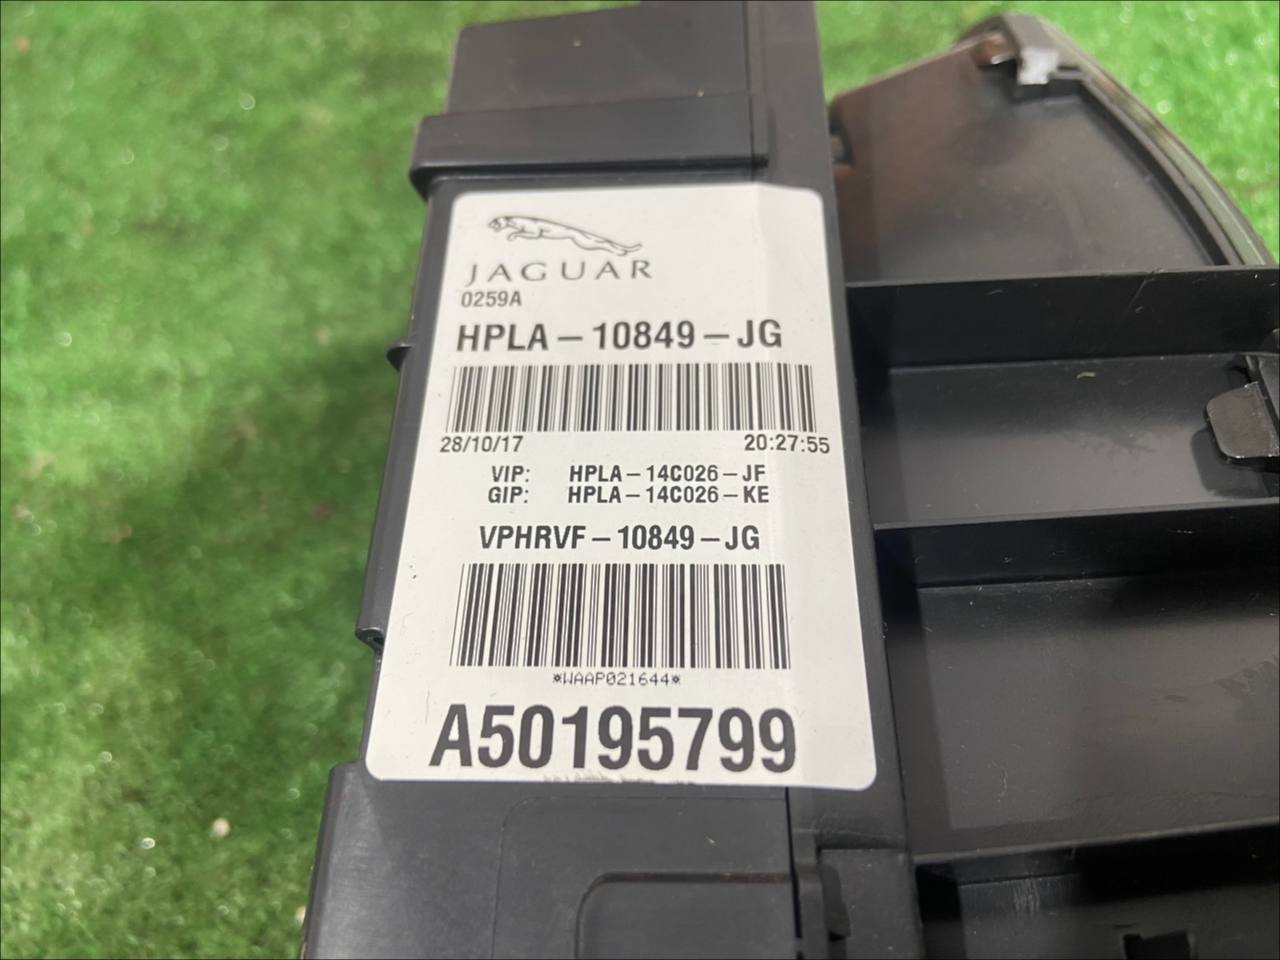 JAGUAR
0259A
HPLA-10849-JG
28/10/17 20:27:55
VIP: HPLA-14C026-JF
GIP: HPLA-14C026-KE
VPHRVF-10849-JG
*WAAP021644*
A50195799